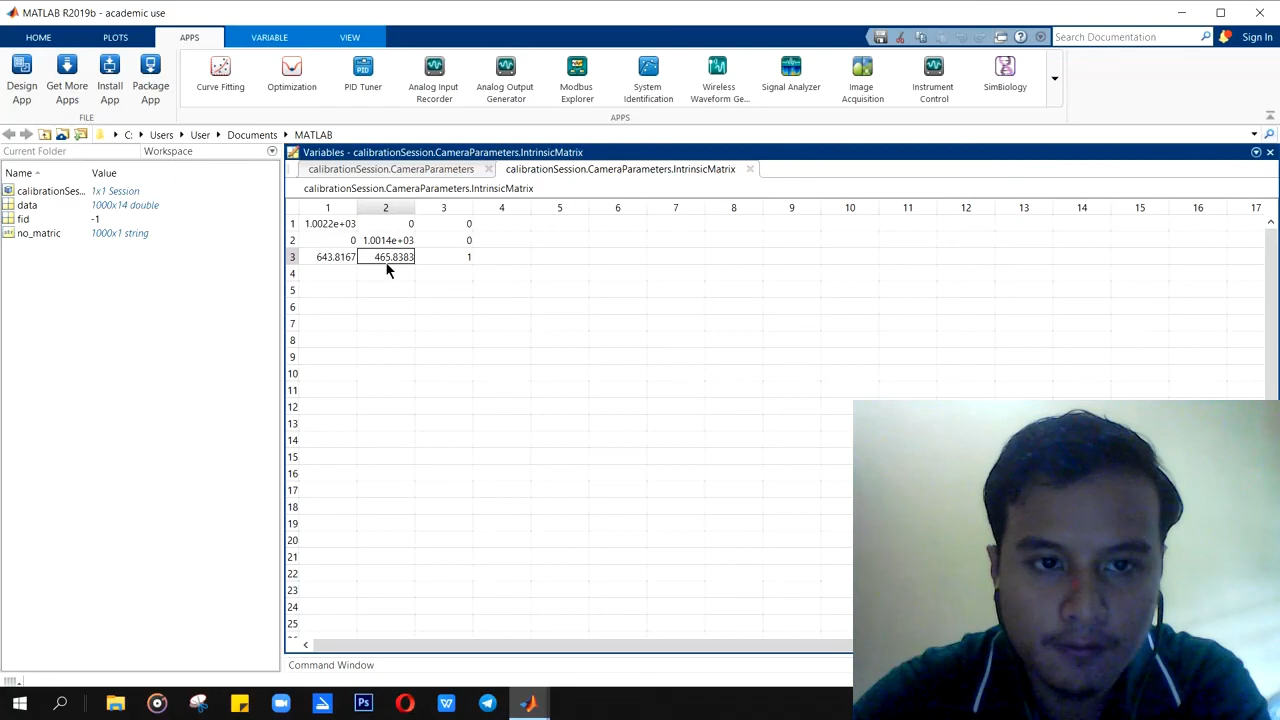 MATLAB R2019b - academic use
HOME PLOTS APPS VARIABLE VIEW
Search Documentation
Sign In
Design App
Get More Apps
Install App
Package App
Curve Fitting
Optimization
PID Tuner
Analog Input Recorder
Analog Output Generator
Modbus Explorer
System Identification
Wireless Waveform Ge...
Signal Analyzer
Image Acquisition
Instrument Control
SimBiology
FILE
APPS
C: Users User Documents MATLAB
Current Folder Workspace
Variables - calibrationSession.CameraParameters.IntrinsicMatrix
Name Value
calibrationSes... 1x1 Session
data 1000x14 double
fid -1
no_matric 1000x1 string
calibrationSession.CameraParameters
calibrationSession.CameraParameters.IntrinsicMatrix
calibrationSession.CameraParameters.IntrinsicMatrix
1 2 3 4 5 6 7 8 9 10 11 12 13 14 15 16 17
1 1.0022e+03 0 0
2 0 1.0014e+03 0
3 643.8167 465.8383 1
4
5
6
7
8
9
10
11
12
13
14
15
16
17
18
19
20
21
22
23
24
25
Command Window